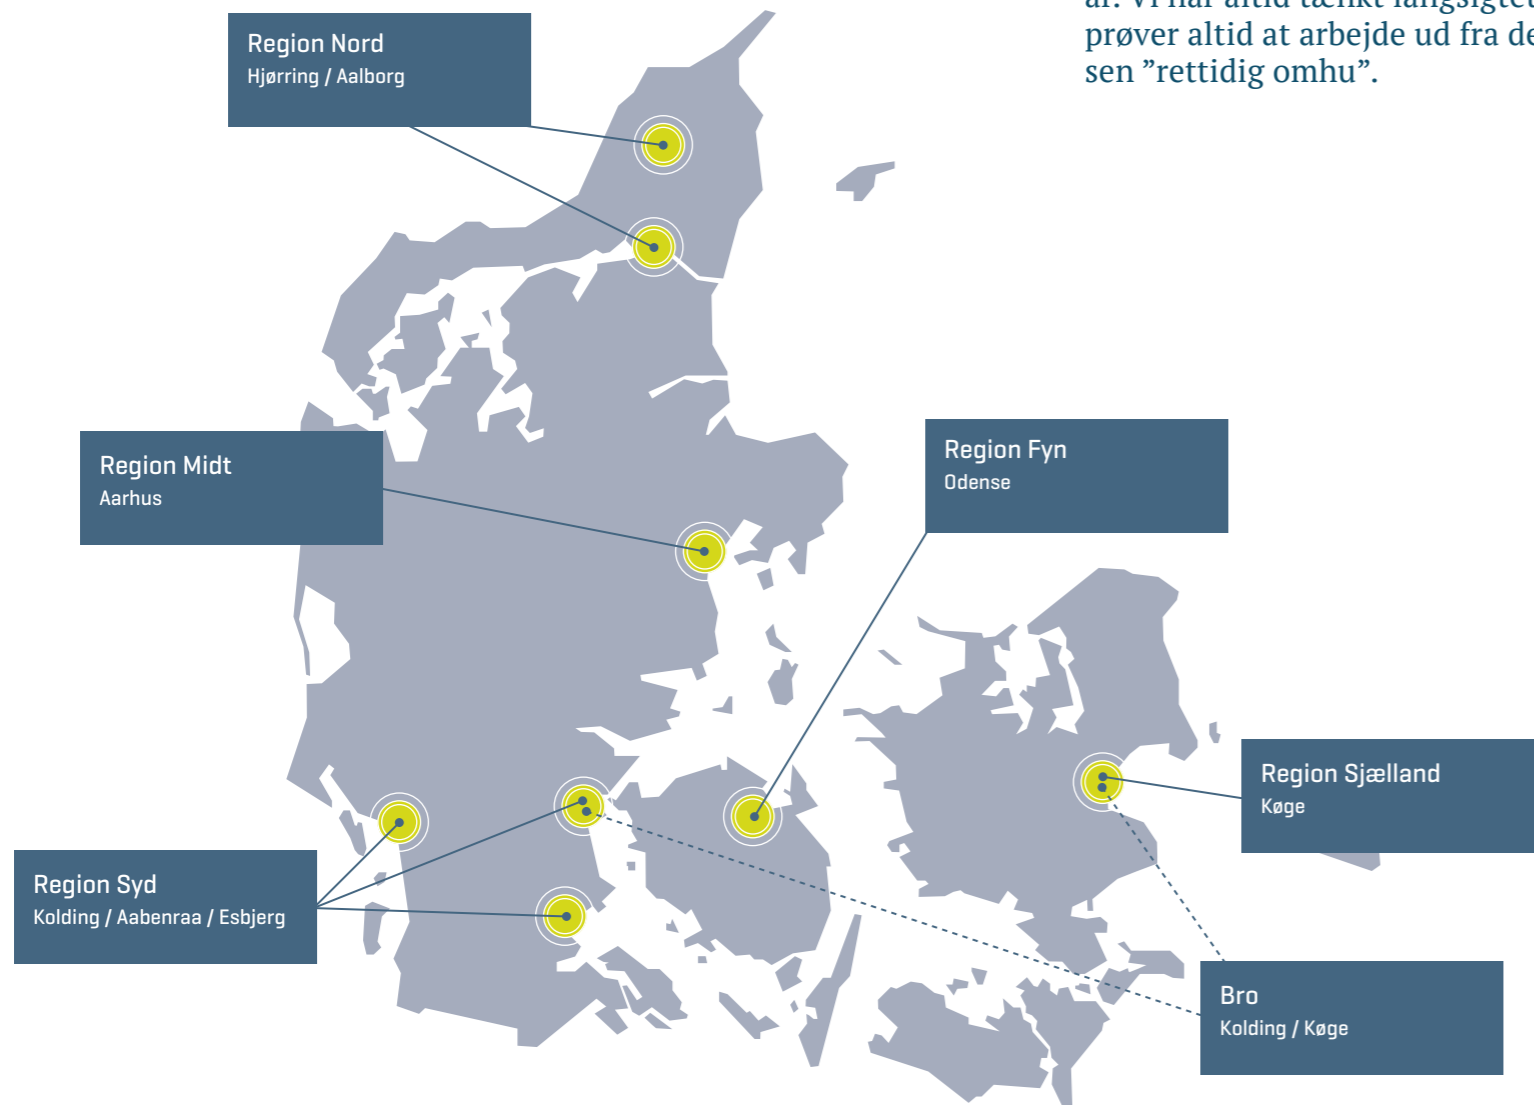 prøver altid at arbejde ud fra
sen ”rettidig omhu”.
Region Nord
Hjørring / Aalborg
Region Midt
Aarhus
Region Fyn
Odense
Region Sjælland
Køge
Region Syd
Kolding / Aabenraa / Esbjerg
Bro
Kolding / Køge